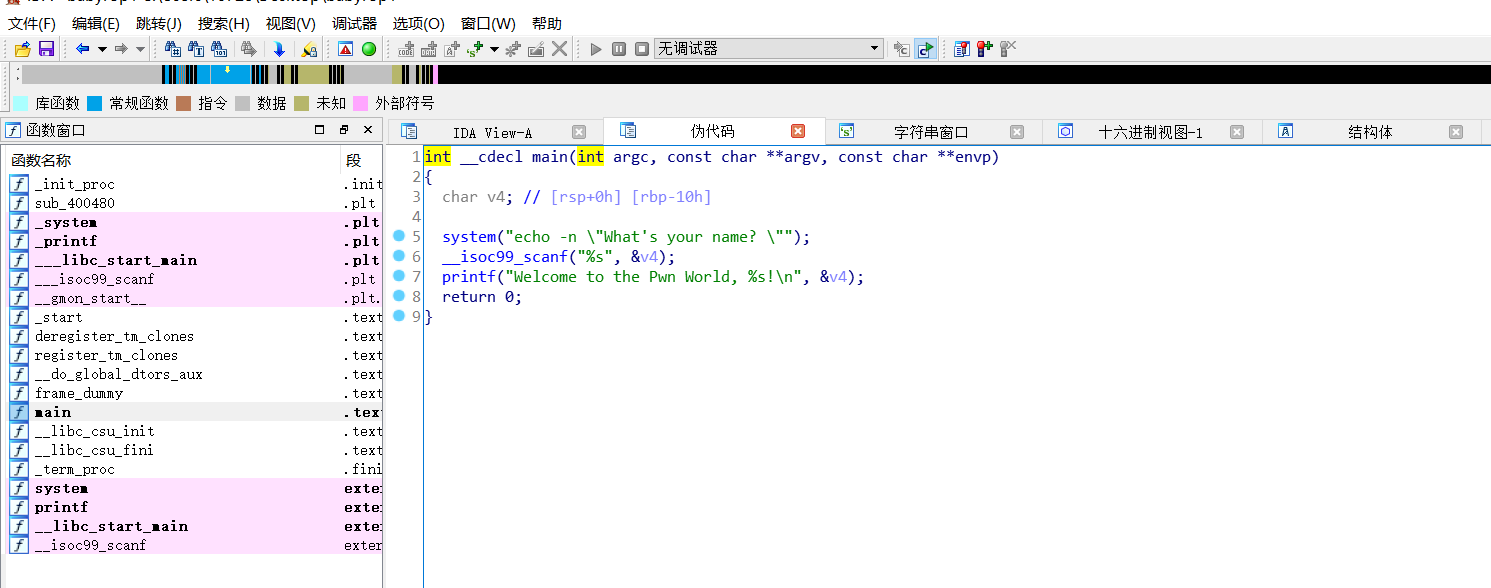 文件(F) 编辑(E) 跳转(J) 搜索(H) 视图(V) 调试器 选项(O) 窗口(W) 帮助
无调试器
库函数 常规函数 指令 数据 未知 外部符号
函数窗口
IDA View-A 伪代码 字符串窗口 十六进制视图-1 结构体
函数名称 段
_init_proc .init
sub_400480 .plt
_system .plt
_printf .plt
___libc_start_main .plt
___isoc99_scanf .plt
__gmon_start__ .plt.
_start .text
deregister_tm_clones .text
register_tm_clones .text
__do_global_dtors_aux .text
frame_dummy .text
main .text
__libc_csu_init .text
__libc_csu_fini .text
_term_proc .fini
system exte
printf exte
__libc_start_main exte
__isoc99_scanf exter
1 int __cdecl main(int argc, const char **argv, const char **envp)
2 {
3 char v4; // [rsp+0h] [rbp-10h]
4
5 system("echo -n \"What's your name? \"");
6 __isoc99_scanf("%s", &v4);
7 printf("Welcome to the Pwn World, %s!\n", &v4);
8 return 0;
9 }